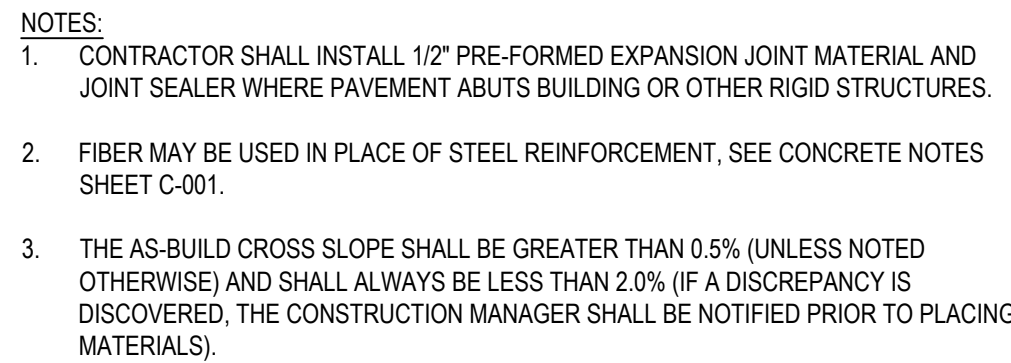 NOTES:
1. CONTRACTOR SHALL INSTALL 1/2" PRE-FORMED EXPANSION JOINT MATERIAL AND
JOINT SEALER WHERE PAVEMENT ABUTS BUILDING OR OTHER RIGID STRUCTURES.
2. FIBER MAY BE USED IN PLACE OF STEEL REINFORCEMENT, SEE CONCRETE NOTES
SHEET C-001.
3. THE AS-BUILD CROSS SLOPE SHALL BE GREATER THAN 0.5% (UNLESS NOTED
OTHERWISE) AND SHALL ALWAYS BE LESS THAN 2.0% (IF A DISCREPANCY IS
DISCOVERED, THE CONSTRUCTION MANAGER SHALL BE NOTIFIED PRIOR TO PLACING
MATERIALS).